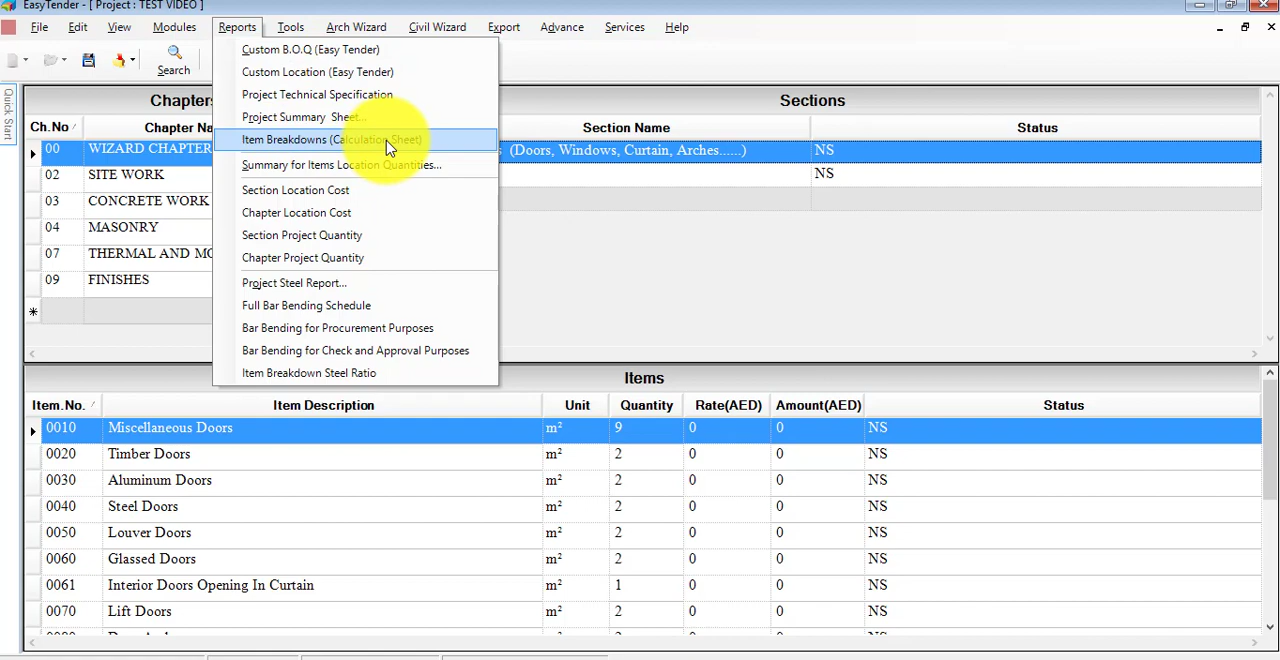 EasyTender - [ Project : TEST VIDEO ]
File Edit View Modules Reports Tools Arch Wizard Civil Wizard Export Advance Services Help
Search
Quick Start
Custom B.O.Q (Easy Tender)
Custom Location (Easy Tender)
Project Technical Specification
Project Summary Sheet...
Item Breakdowns (Calculation Sheet)
Summary for Items Location Quantities...
Section Location Cost
Chapter Location Cost
Section Project Quantity
Chapter Project Quantity
Project Steel Report...
Full Bar Bending Schedule
Bar Bending for Procurement Purposes
Bar Bending for Check and Approval Purposes
Item Breakdown Steel Ratio
Chapters
Ch.No
00 WIZARD CHAPTER
02 SITE WORK
03 CONCRETE WORK
04 MASONRY
07 THERMAL AND
09 FINISHES
Sections
Section Name Status
(Doors, Windows, Curtain, Arches......) NS
NS
Items
Item.No. Item Description Unit Quantity Rate(AED) Amount(AED) Status
0010 Miscellaneous Doors m² 9 0 0 NS
0020 Timber Doors m² 2 0 0 NS
0030 Aluminum Doors m² 2 0 0 NS
0040 Steel Doors m² 2 0 0 NS
0050 Louver Doors m² 2 0 0 NS
0060 Glassed Doors m² 2 0 0 NS
0061 Interior Doors Opening In Curtain m² 1 0 0 NS
0070 Lift Doors m² 2 0 0 NS